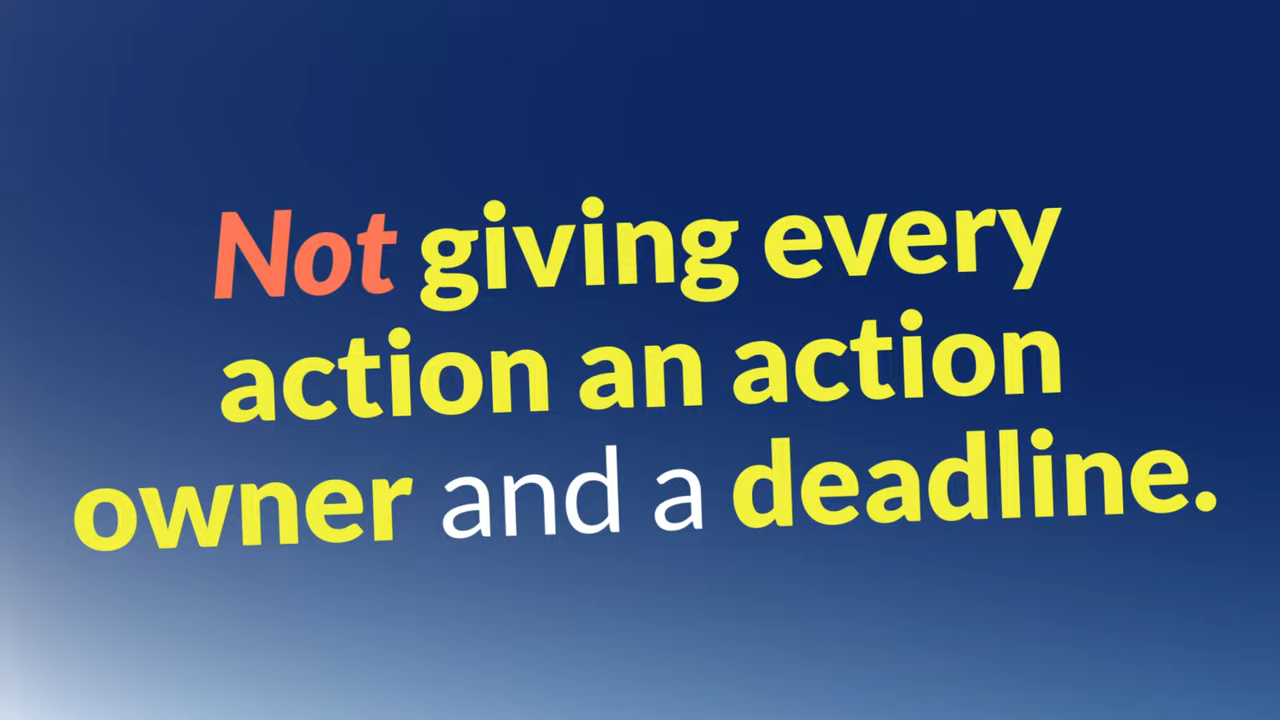 Not giving every
action an action
owner and a deadline.